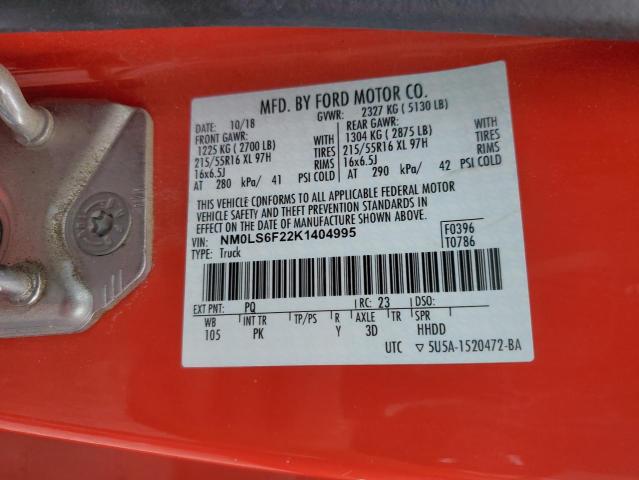 MFD. BY FORD MOTOR CO.
DATE: 10/18 GVWR: 2327 KG ( 5130 LB)
FRONT GAWR: REAR GAWR:
1225 KG ( 2700 LB) 1304 KG ( 2875 LB)
215/55R16 XL 97H TIRES 215/55R16 XL 97H TIRES
16x6.5J RIMS 16x6.5J RIMS
AT 280 kPa/ 41 PSI COLD AT 290 kPa/ 42 PSI COLD
THIS VEHICLE CONFORMS TO ALL APPLICABLE FEDERAL MOTOR
VEHICLE SAFETY AND THEFT PREVENTION STANDARDS IN
EFFECT ON THE DATE OF MANUFACTURE SHOWN ABOVE.
VIN: NM0LS6F22K1404995 F0396
TYPE: Truck T0786
EXT PNT: PQ RC: 23 DSO:
WB INT TR TP/PS R AXLE TR SPR
105 PK Y 3D HHDD
UTC ▽ 5U5A-1520472-BA